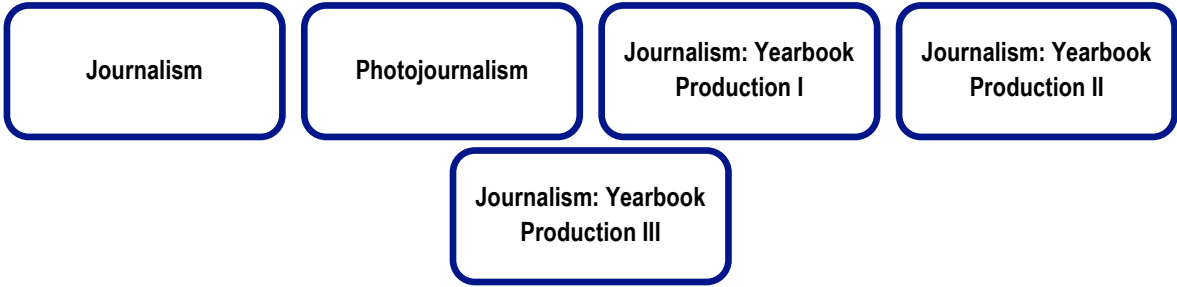 Journalism
Photojournalism
Journalism: Yearbook
Production I
Journalism: Yearbook
Production II
Journalism: Yearbook
Production III